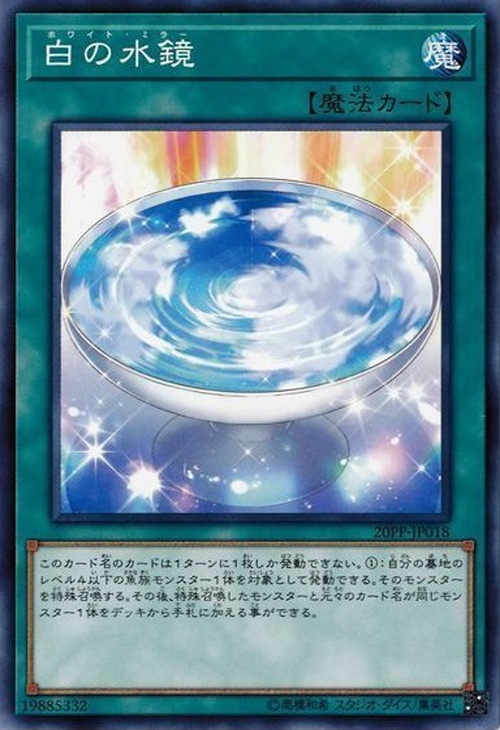 ホワイト・ミラー
白の水鏡
魔
【魔法カード】
20PP-JP018
このカード名のカードは1ターンに1枚しか発動できない。①:自分の墓地の
レベル4以下の魚族モンスター1体を対象として発動できる。そのモンスター
を特殊召喚する。その後、特殊召喚したモンスターと元々のカード名が同じモン
スター1体をデッキから手札に加える事ができる。
19885332
©高橋和希 スタジオ・ダイス/集英社